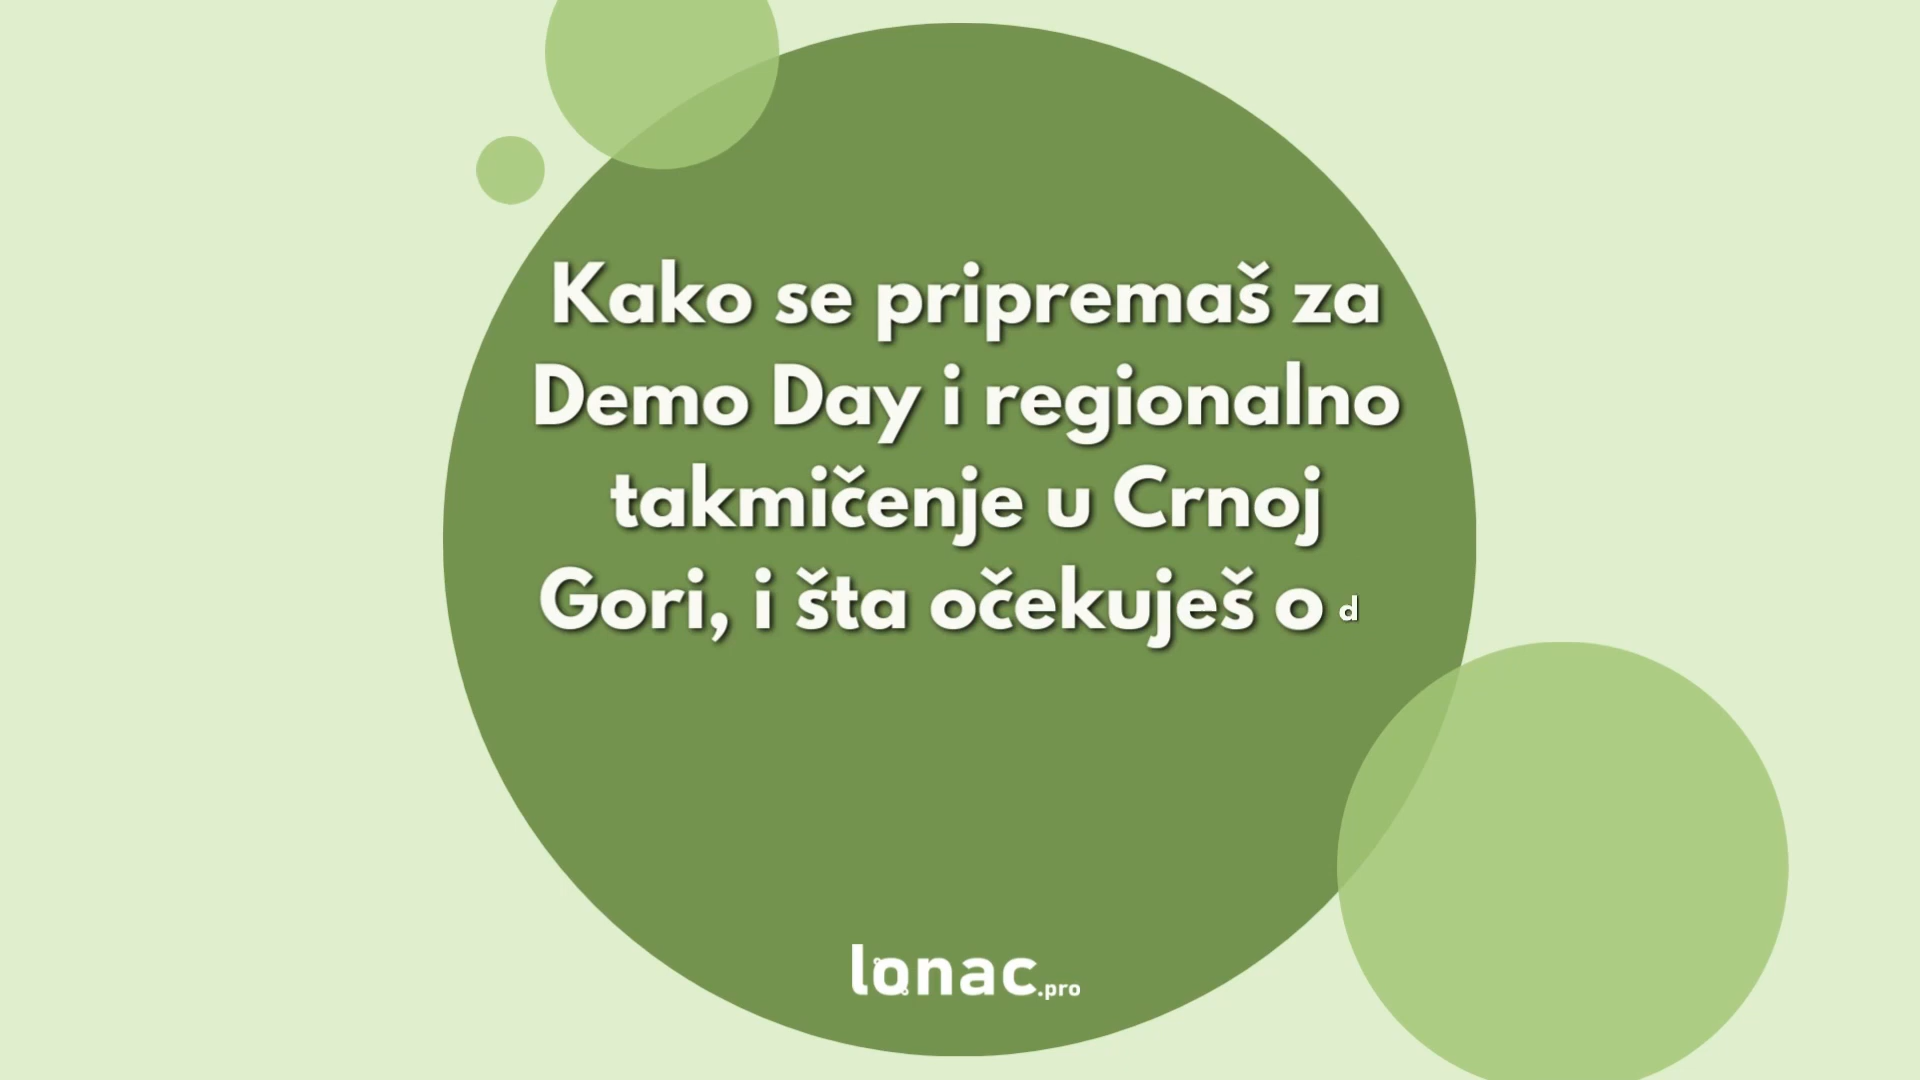 Kako se pripremaš za
Demo Day i regionalno
takmičenje u Crnoj
Gori, i šta očekuješ od
lonac.pro